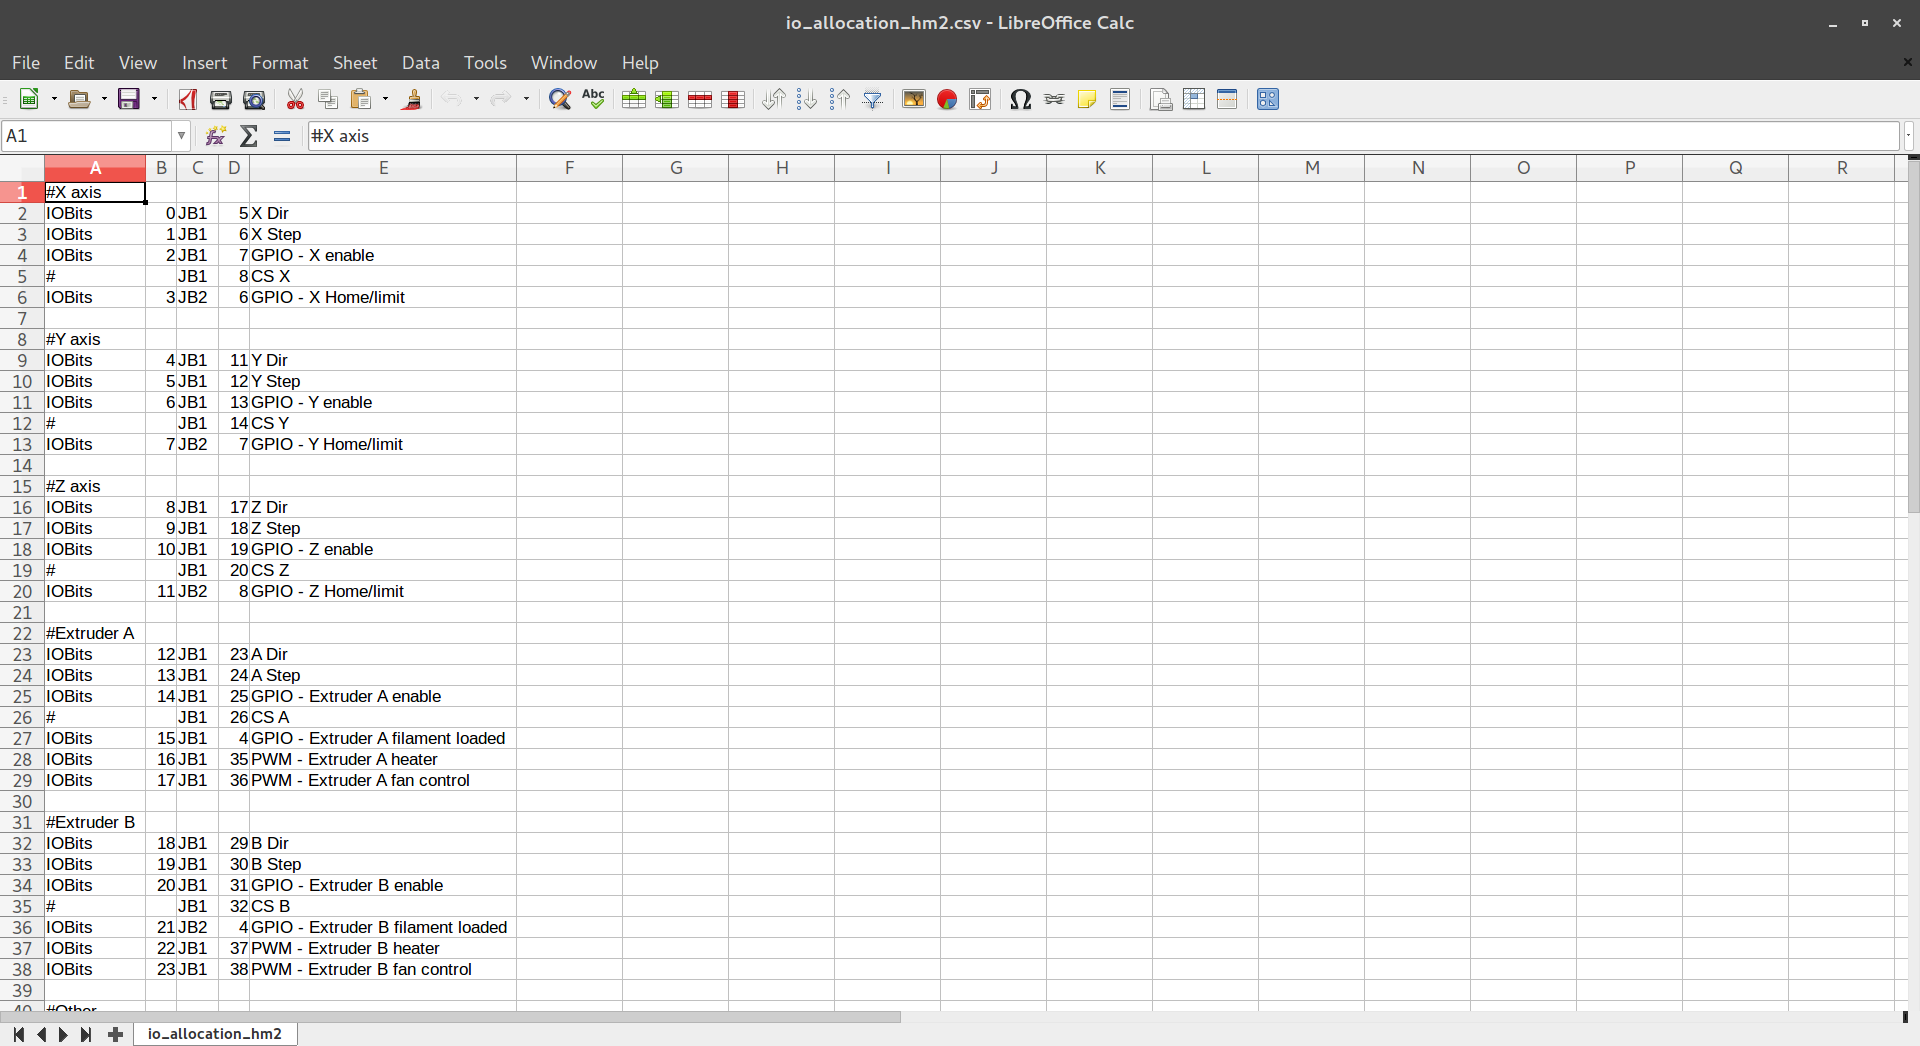 io_allocation_hm2.csv - LibreOffice Calc
File Edit View Insert Format Sheet Data Tools Window Help
Abc
A1 #X axis
A B C D E F G H I J K L M N O P Q R
1 #X axis
2 IOBits 0 JB1 5 X Dir
3 IOBits 1 JB1 6 X Step
4 IOBits 2 JB1 7 GPIO - X enable
5 # JB1 8 CS X
6 IOBits 3 JB2 6 GPIO - X Home/limit
7
8 #Y axis
9 IOBits 4 JB1 11 Y Dir
10 IOBits 5 JB1 12 Y Step
11 IOBits 6 JB1 13 GPIO - Y enable
12 # JB1 14 CS Y
13 IOBits 7 JB2 7 GPIO - Y Home/limit
14
15 #Z axis
16 IOBits 8 JB1 17 Z Dir
17 IOBits 9 JB1 18 Z Step
18 IOBits 10 JB1 19 GPIO - Z enable
19 # JB1 20 CS Z
20 IOBits 11 JB2 8 GPIO - Z Home/limit
21
22 #Extruder A
23 IOBits 12 JB1 23 A Dir
24 IOBits 13 JB1 24 A Step
25 IOBits 14 JB1 25 GPIO - Extruder A enable
26 # JB1 26 CS A
27 IOBits 15 JB1 4 GPIO - Extruder A filament loaded
28 IOBits 16 JB1 35 PWM - Extruder A heater
29 IOBits 17 JB1 36 PWM - Extruder A fan control
30
31 #Extruder B
32 IOBits 18 JB1 29 B Dir
33 IOBits 19 JB1 30 B Step
34 IOBits 20 JB1 31 GPIO - Extruder B enable
35 # JB1 32 CS B
36 IOBits 21 JB2 4 GPIO - Extruder B filament loaded
37 IOBits 22 JB1 37 PWM - Extruder B heater
38 IOBits 23 JB1 38 PWM - Extruder B fan control
39
40 #Other
io_allocation_hm2